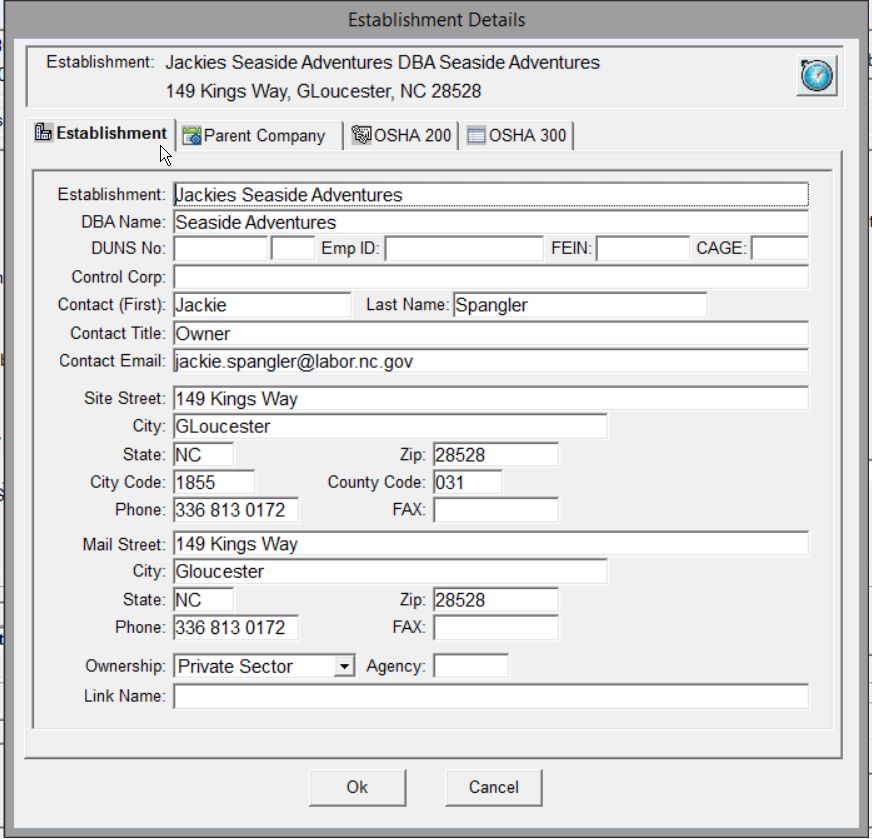 Establishment Details
Establishment: Jackies Seaside Adventures DBA Seaside Adventures
149 Kings Way, GLoucester, NC 28528
Establishment Parent Company OSHA 200 OSHA 300
Establishment: Jackies Seaside Adventures
DBA Name: Seaside Adventures
DUNS No: Emp ID: FEIN: CAGE:
Control Corp:
Contact (First): Jackie Last Name: Spangler
Contact Title: Owner
Contact Email: jackie.spangler@labor.nc.gov
Site Street: 149 Kings Way
City: GLoucester
State: NC Zip: 28528
City Code: 1855 County Code: 031
Phone: 336 813 0172 FAX:
Mail Street: 149 Kings Way
City: Gloucester
State: NC Zip: 28528
Phone: 336 813 0172 FAX:
Ownership: Private Sector Agency:
Link Name:
Ok Cancel